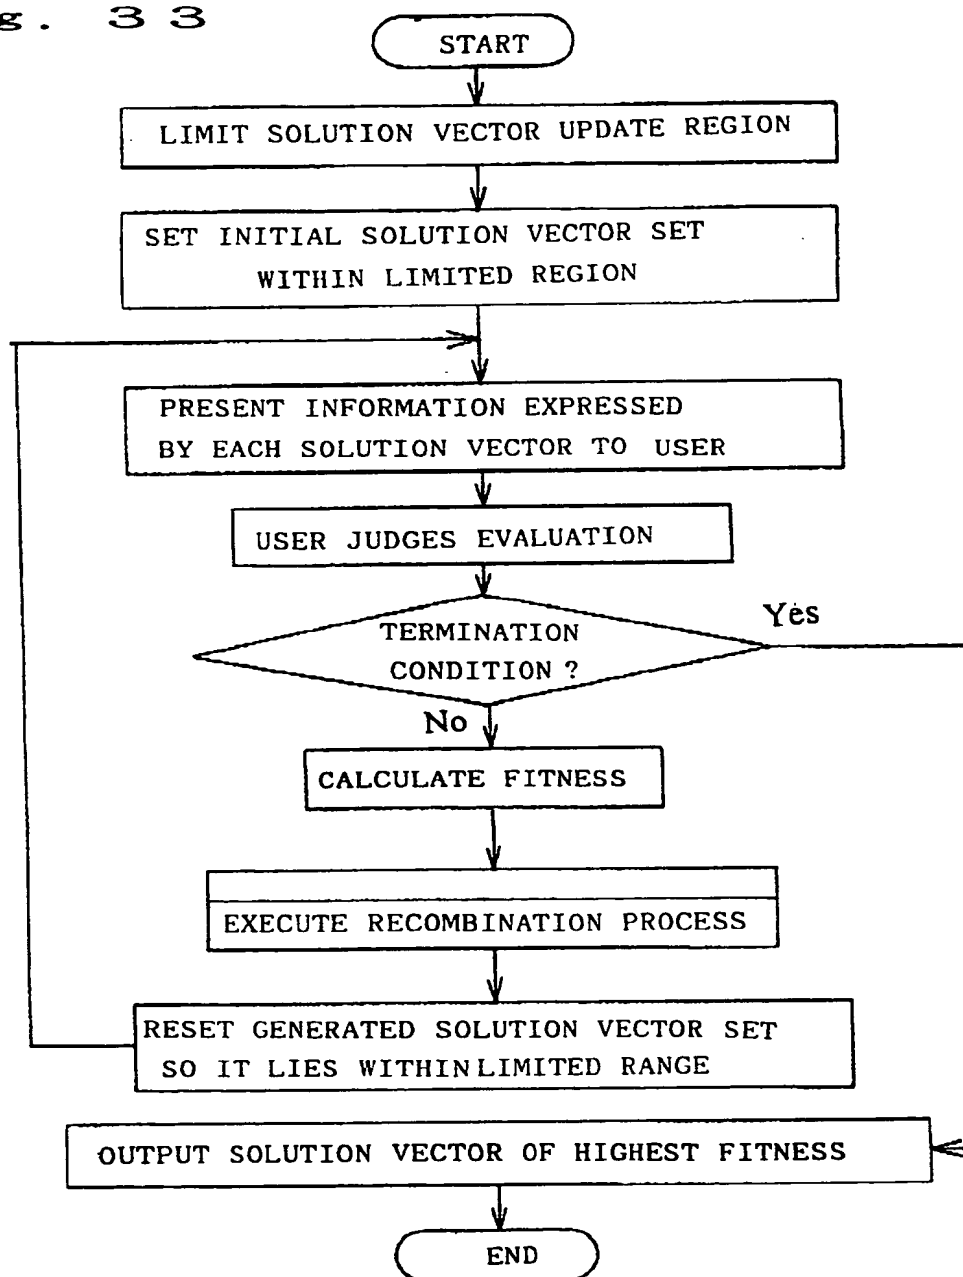 g. 33
START
LIMIT SOLUTION VECTOR UPDATE REGION
SET INITIAL SOLUTION VECTOR SET
WITHIN LIMITED REGION
PRESENT INFORMATION EXPRESSED
BY EACH SOLUTION VECTOR TO USER
USER JUDGES EVALUATION
TERMINATION
CONDITION ?
Yes
No
CALCULATE FITNESS
EXECUTE RECOMBINATION PROCESS
RESET GENERATED SOLUTION VECTOR SET
SO IT LIES WITHIN LIMITED RANGE
OUTPUT SOLUTION VECTOR OF HIGHEST FITNESS
END